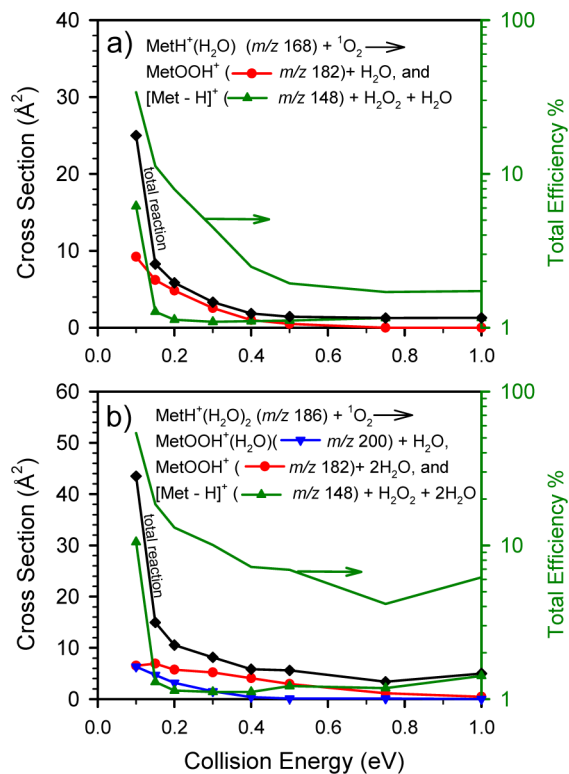 a)
MetH⁺(H₂O) (m/z 168) + ¹O₂
MetOOH⁺ ( m/z 182)+ H₂O, and
[Met - H]⁺ ( m/z 148) + H₂O₂ + H₂O
total reaction
Cross Section (Å²)
40
30
20
10
0
0.0 0.2 0.4 0.6 0.8 1.0
100
10
1
Total Efficiency %
b)
MetH⁺(H₂O)₂ (m/z 186) + ¹O₂
MetOOH⁺(H₂O)( m/z 200) + H₂O,
MetOOH⁺ ( m/z 182)+ 2H₂O, and
[Met - H]⁺ ( m/z 148) + H₂O₂ + 2H₂O
total reaction
Cross Section (Å²)
60
50
40
30
20
10
0
0.0 0.2 0.4 0.6 0.8 1.0
100
10
1
Total Efficiency %
Collision Energy (eV)